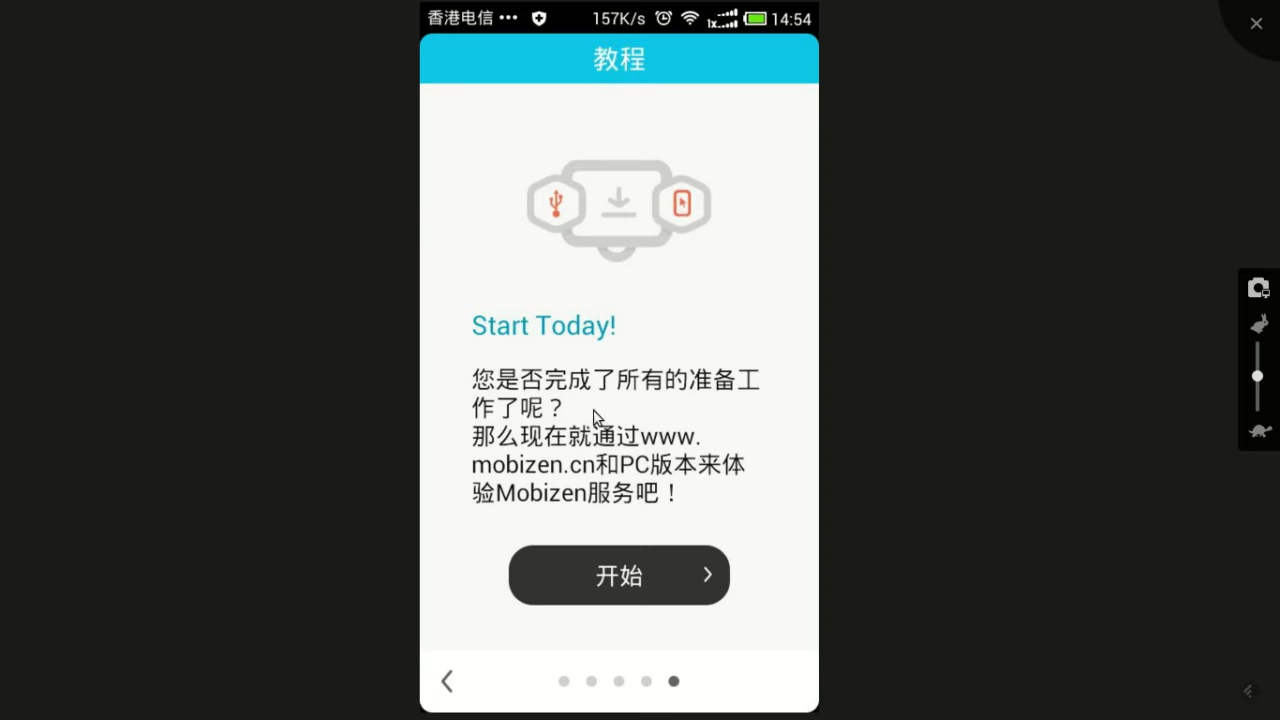 香港电信 ••• 157K/s 1x 14:54
教程
Start Today!
您是否完成了所有的准备工
作了呢？
那么现在就通过www.
mobizen.cn和PC版本来体
验Mobizen服务吧！
开始